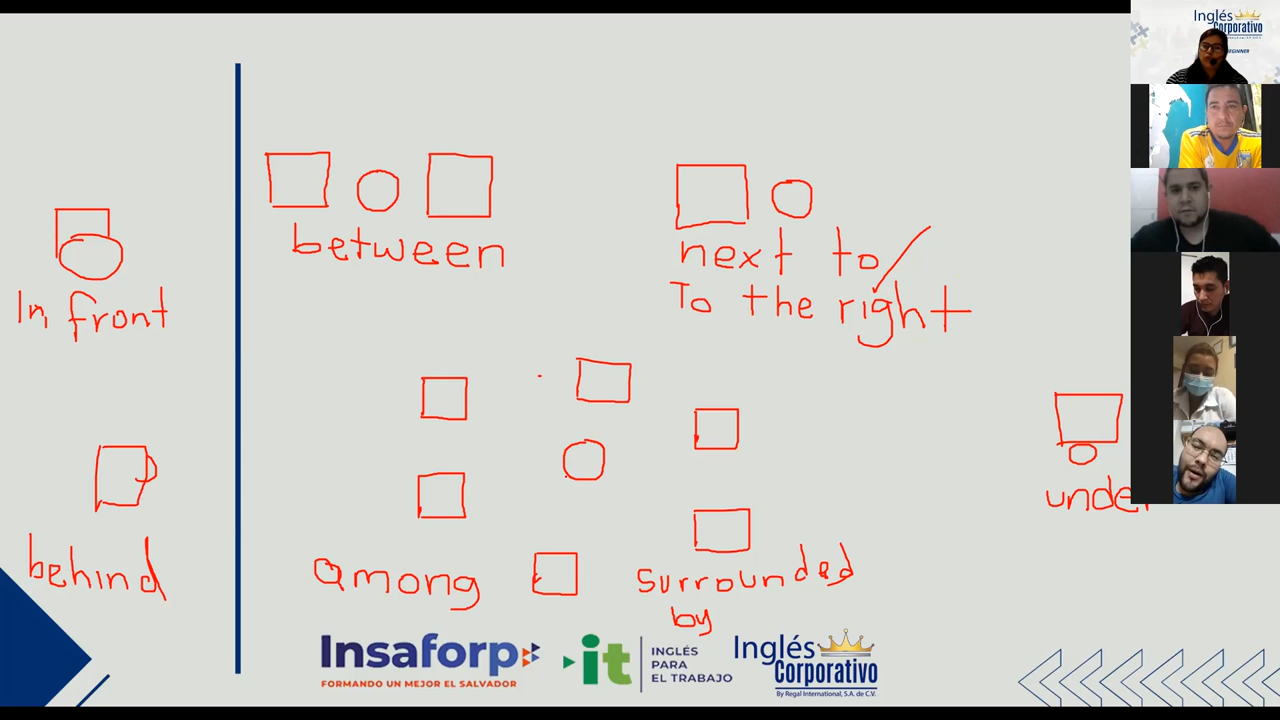 between
next to/
To the right
In front
under
behind
among
surrounded
by
Insaforp
FORMANDO UN MEJOR EL SALVADOR
it
INGLÉS
PARA
EL TRABAJO
Inglés
Corporativo
By Regal International, S.A. de C.V.
Inglés
Corporativo